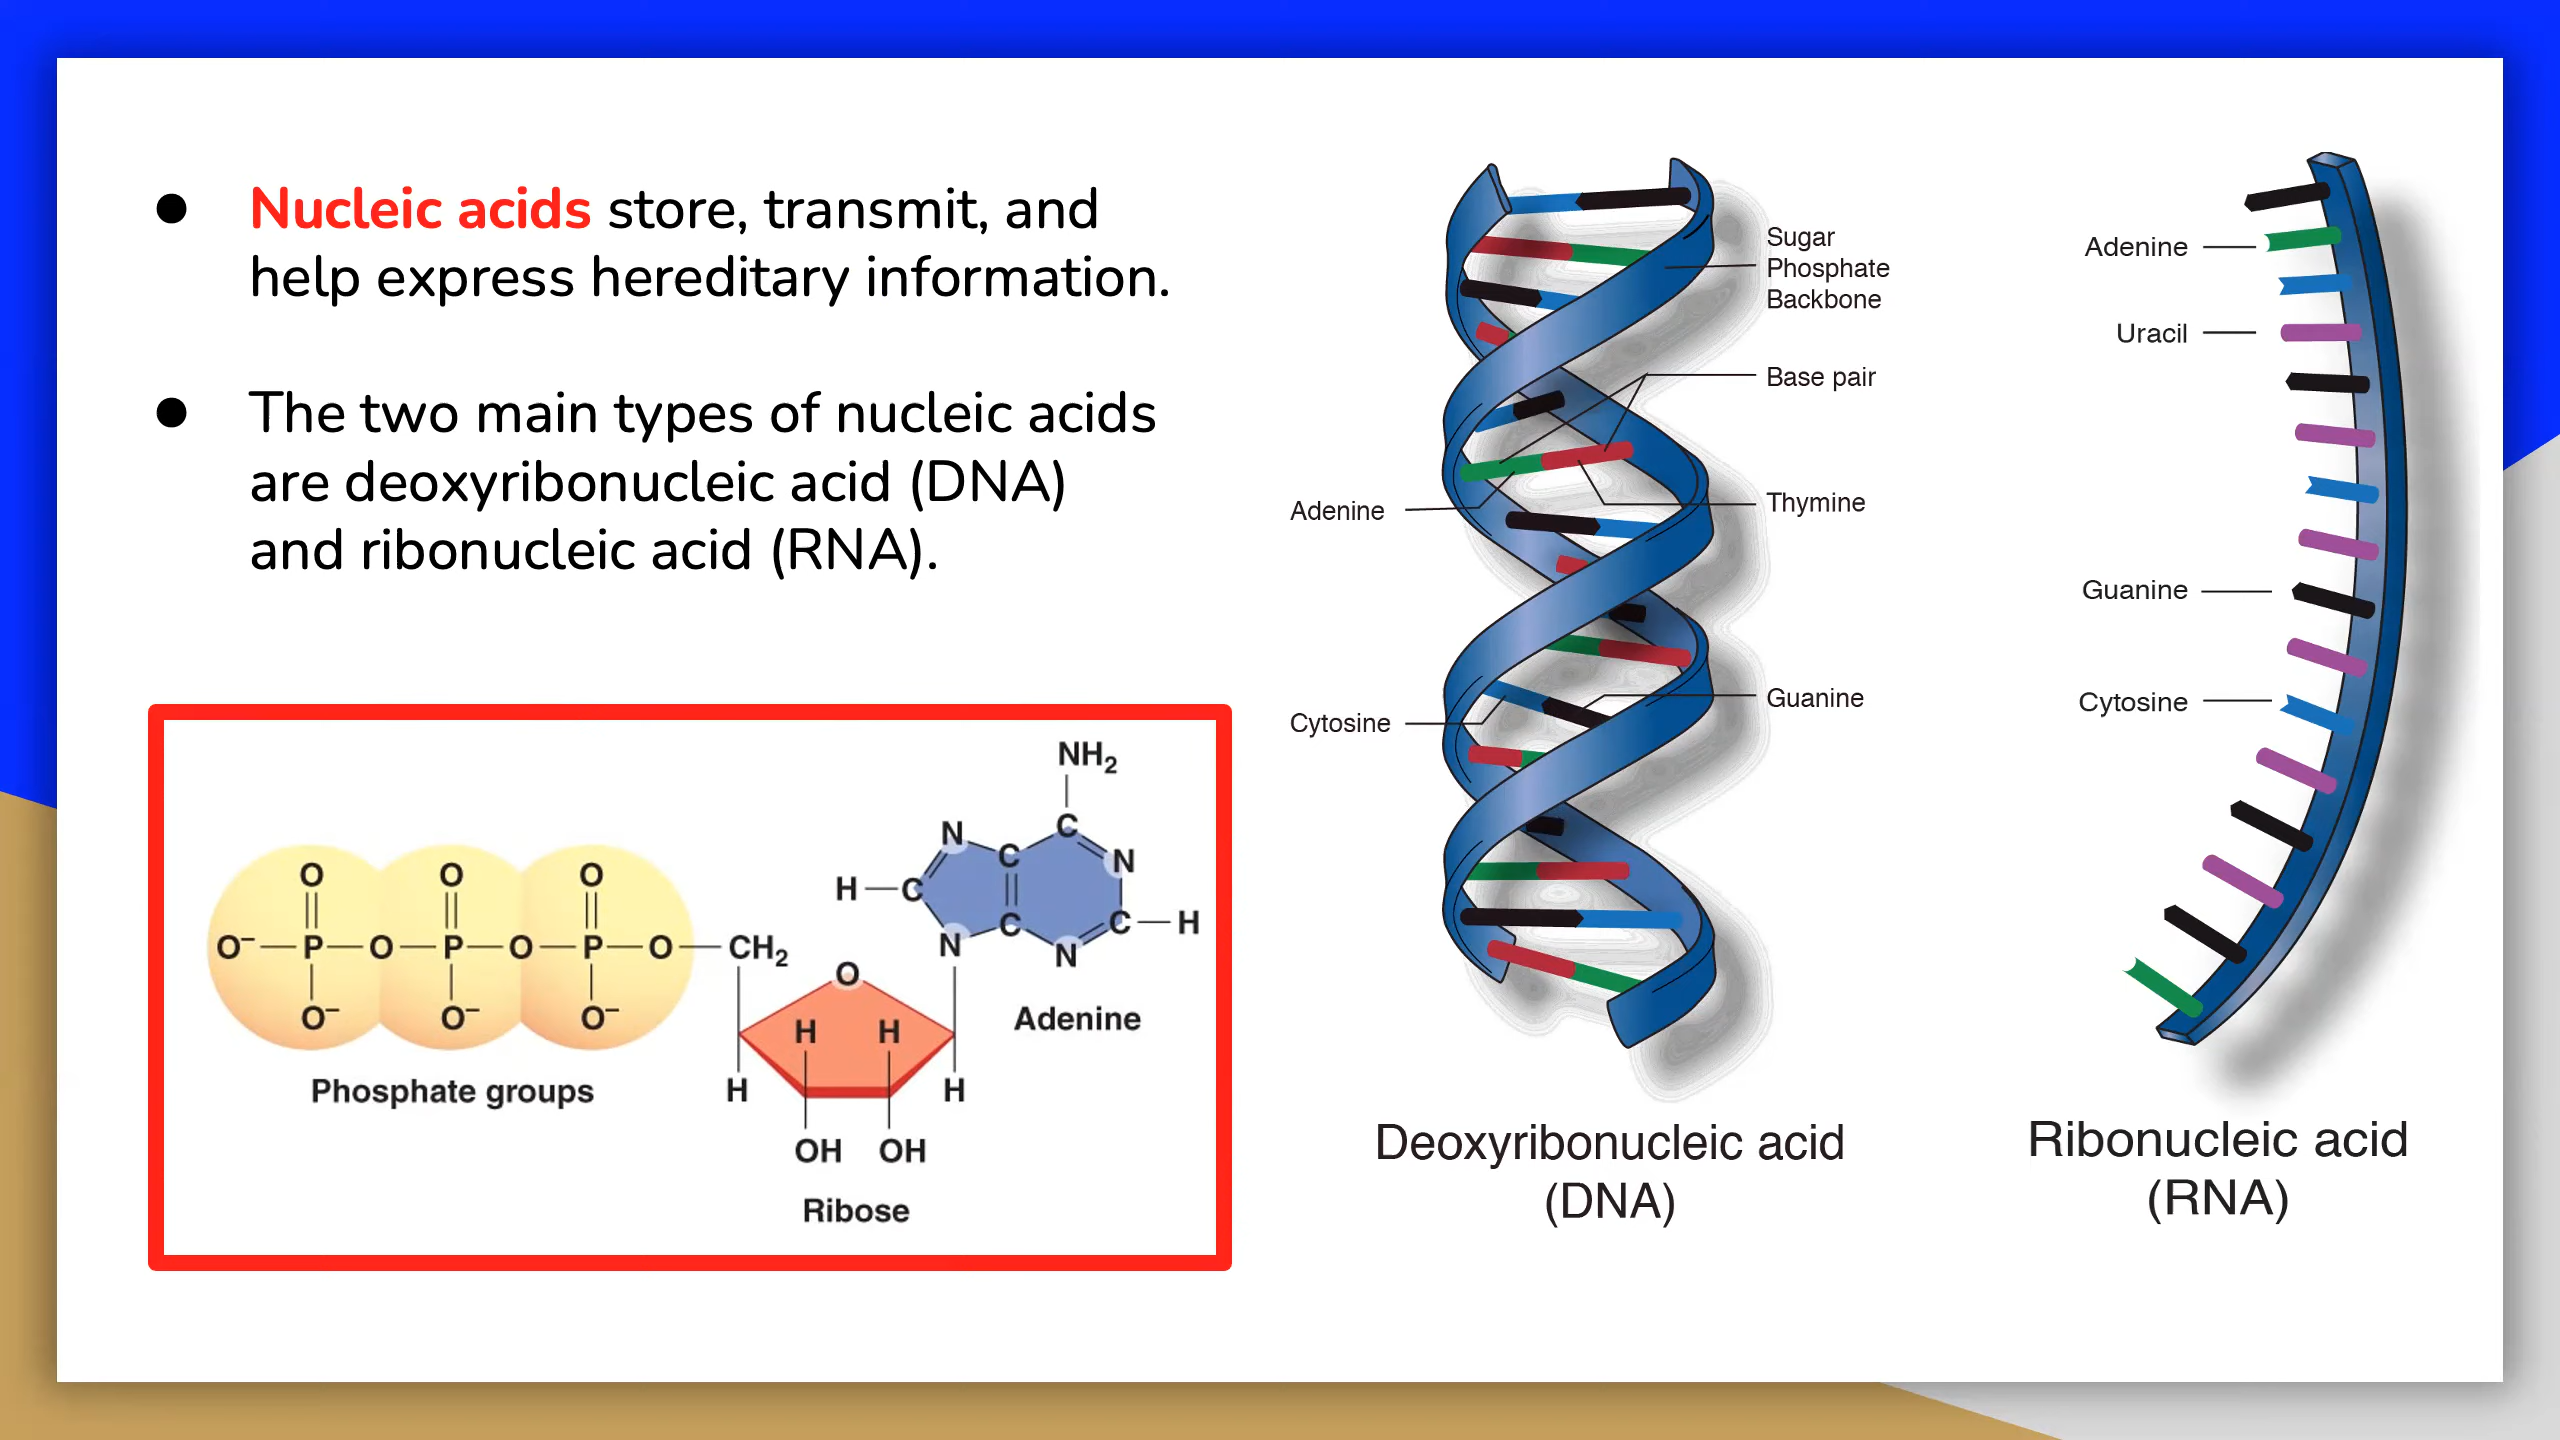 ● Nucleic acids store, transmit, and
help express hereditary information.
● The two main types of nucleic acids
are deoxyribonucleic acid (DNA)
and ribonucleic acid (RNA).
NH₂
N C
C N
H C
C C H
N N
O O O
O⁻ P O P O P O CH₂
O⁻ O⁻ O⁻
O
H H
H H
OH OH
Phosphate groups
Adenine
Ribose
Sugar
Phosphate
Backbone
Base pair
Adenine
Thymine
Guanine
Cytosine
Deoxyribonucleic acid
(DNA)
Adenine
Uracil
Guanine
Cytosine
Ribonucleic acid
(RNA)